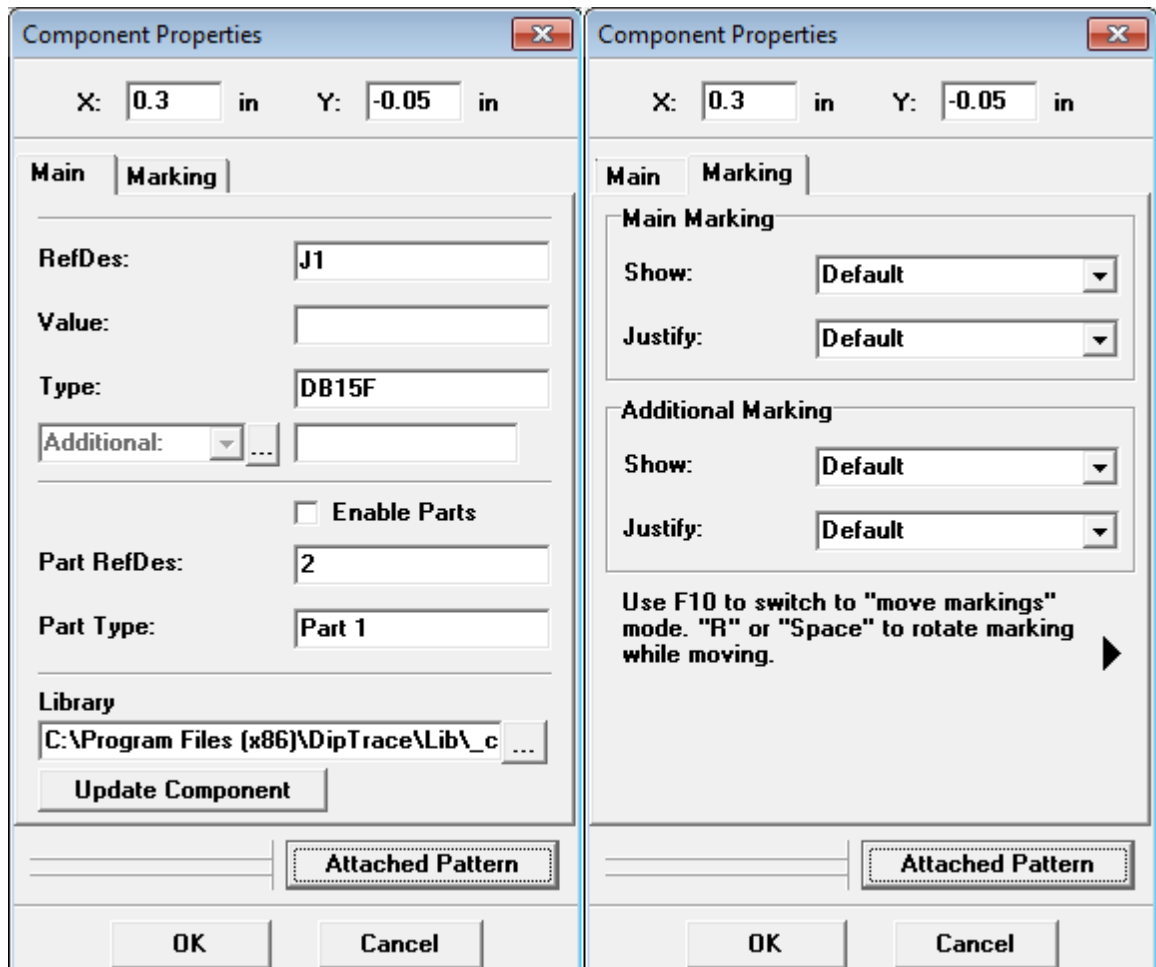 Component Properties
X: 0.3 in Y: -0.05 in
Main Marking
RefDes: J1
Value:
Type: DB15F
Additional: ...
Enable Parts
Part RefDes: 2
Part Type: Part 1
Library
C:\Program Files (x86)\DipTrace\Lib\_c ...
Update Component
Attached Pattern
OK Cancel
Component Properties
X: 0.3 in Y: -0.05 in
Main Marking
Main Marking
Show: Default
Justify: Default
Additional Marking
Show: Default
Justify: Default
Use F10 to switch to "move markings"
mode. "R" or "Space" to rotate marking
while moving.
Attached Pattern
OK Cancel